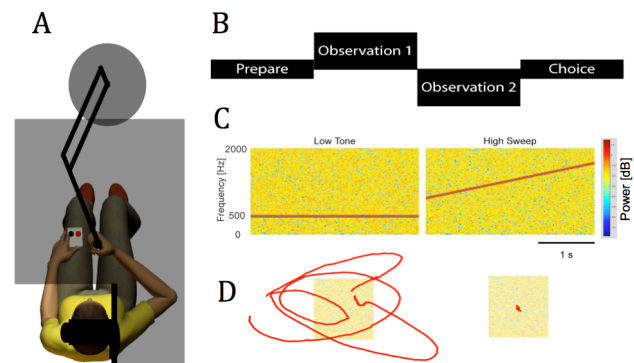 A
B
Prepare
Observation 1
Observation 2
Choice
C
Low Tone
High Sweep
Frequency [Hz]
2000
500
0
Power [dB]
1 s
D